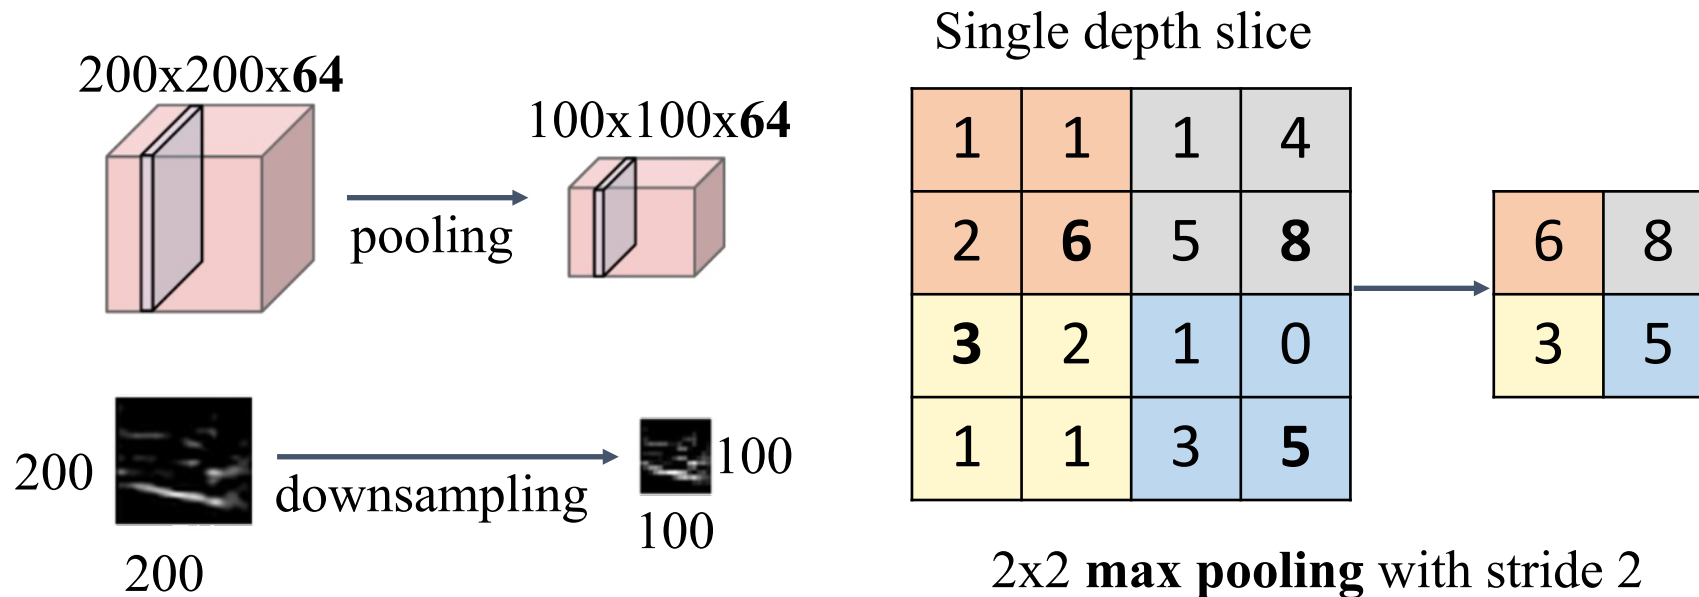 200x200x64
100x100x64
pooling
200
200
downsampling
100
100
Single depth slice
1 1 1 4
2 6 5 8
3 2 1 0
1 1 3 5
6 8
3 5
2x2 max pooling with stride 2